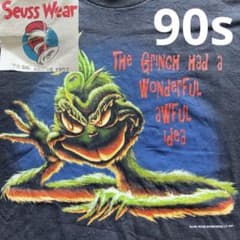 Seuss Wear
90s
The GRiNCH Had a
WoNDeRFUL
aWFUL
iDea